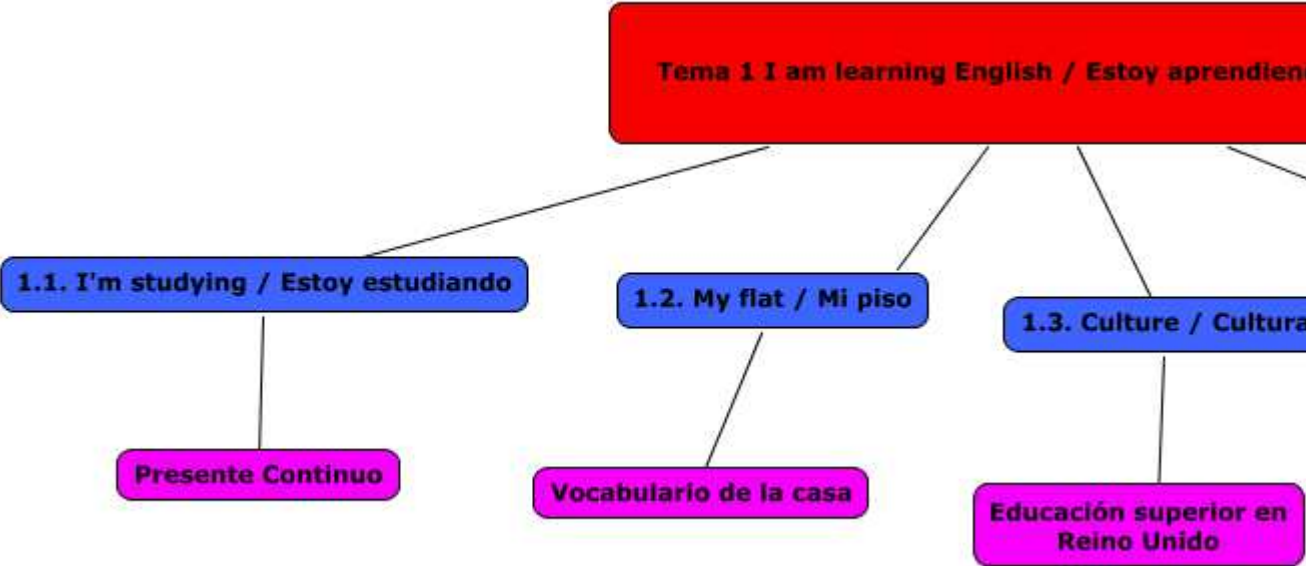 Tema 1 I am learning English / Estoy
1.1. I'm studying / Estoy estudiando
1.2. My flat / Mi piso
1.3. Culture / Cultura
Presente Continuo
Vocabulario de la casa
Educación superior en
Reino Unido